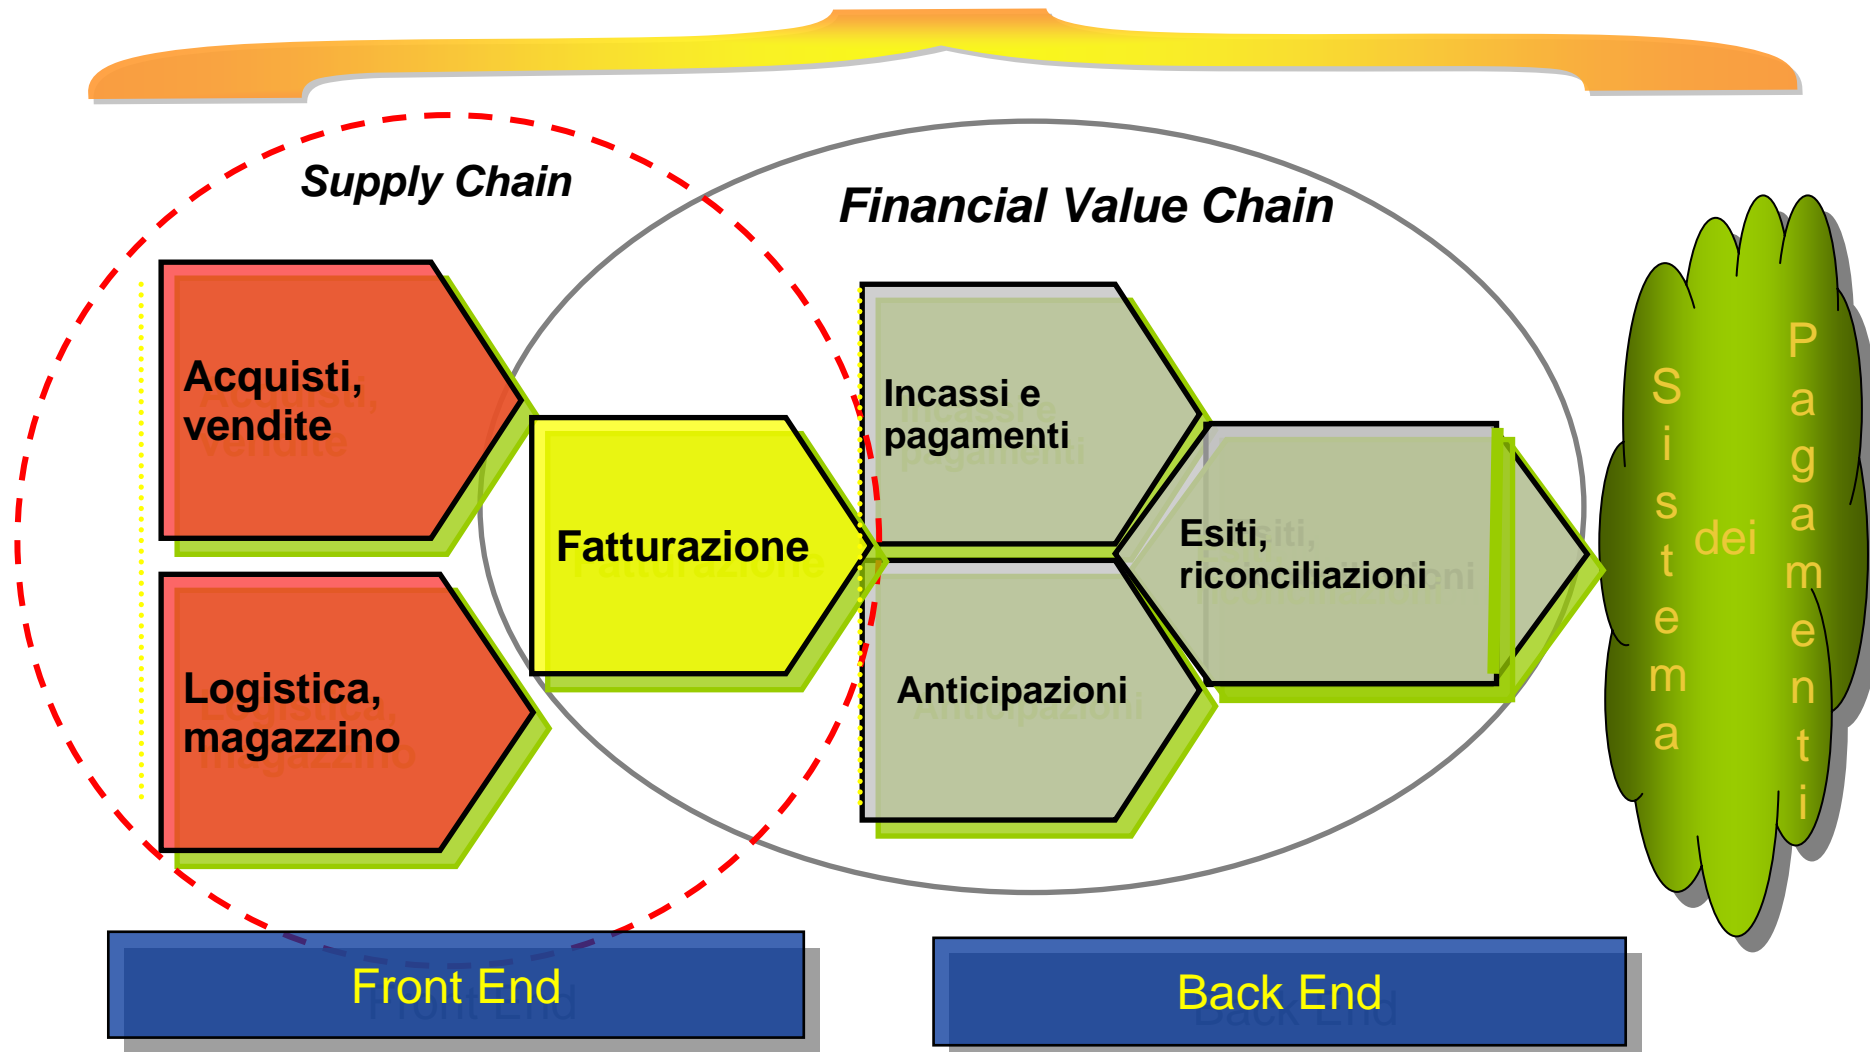 Supply Chain
Financial Value Chain
Acquisti,
vendite
Logistica,
magazzino
Fatturazione
Incassi e
pagamenti
Anticipazioni
Esiti,
riconciliazioni
Sistema
dei
Pagamenti
Front End
Back End